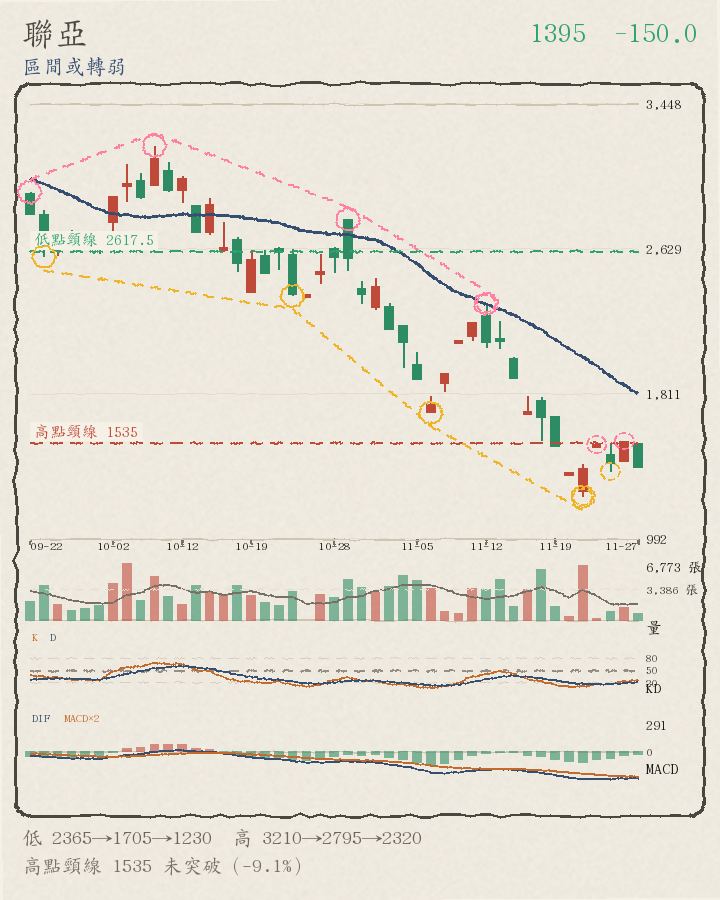 聯亞
1395 -150.0
區間或轉弱
3,448
低點頸線 2617.5
2,629
1,811
高點頸線 1535
992
09-22 10-02 10-12 10-19 10-28 11-05 11-12 11-19 11-27
6,773 張
3,386 張
量
K D
80
50
20
KD
DIF MACD×2
291
0
MACD
低 2365→1705→1230 高 3210→2795→2320
高點頸線 1535 未突破 (-9.1%)